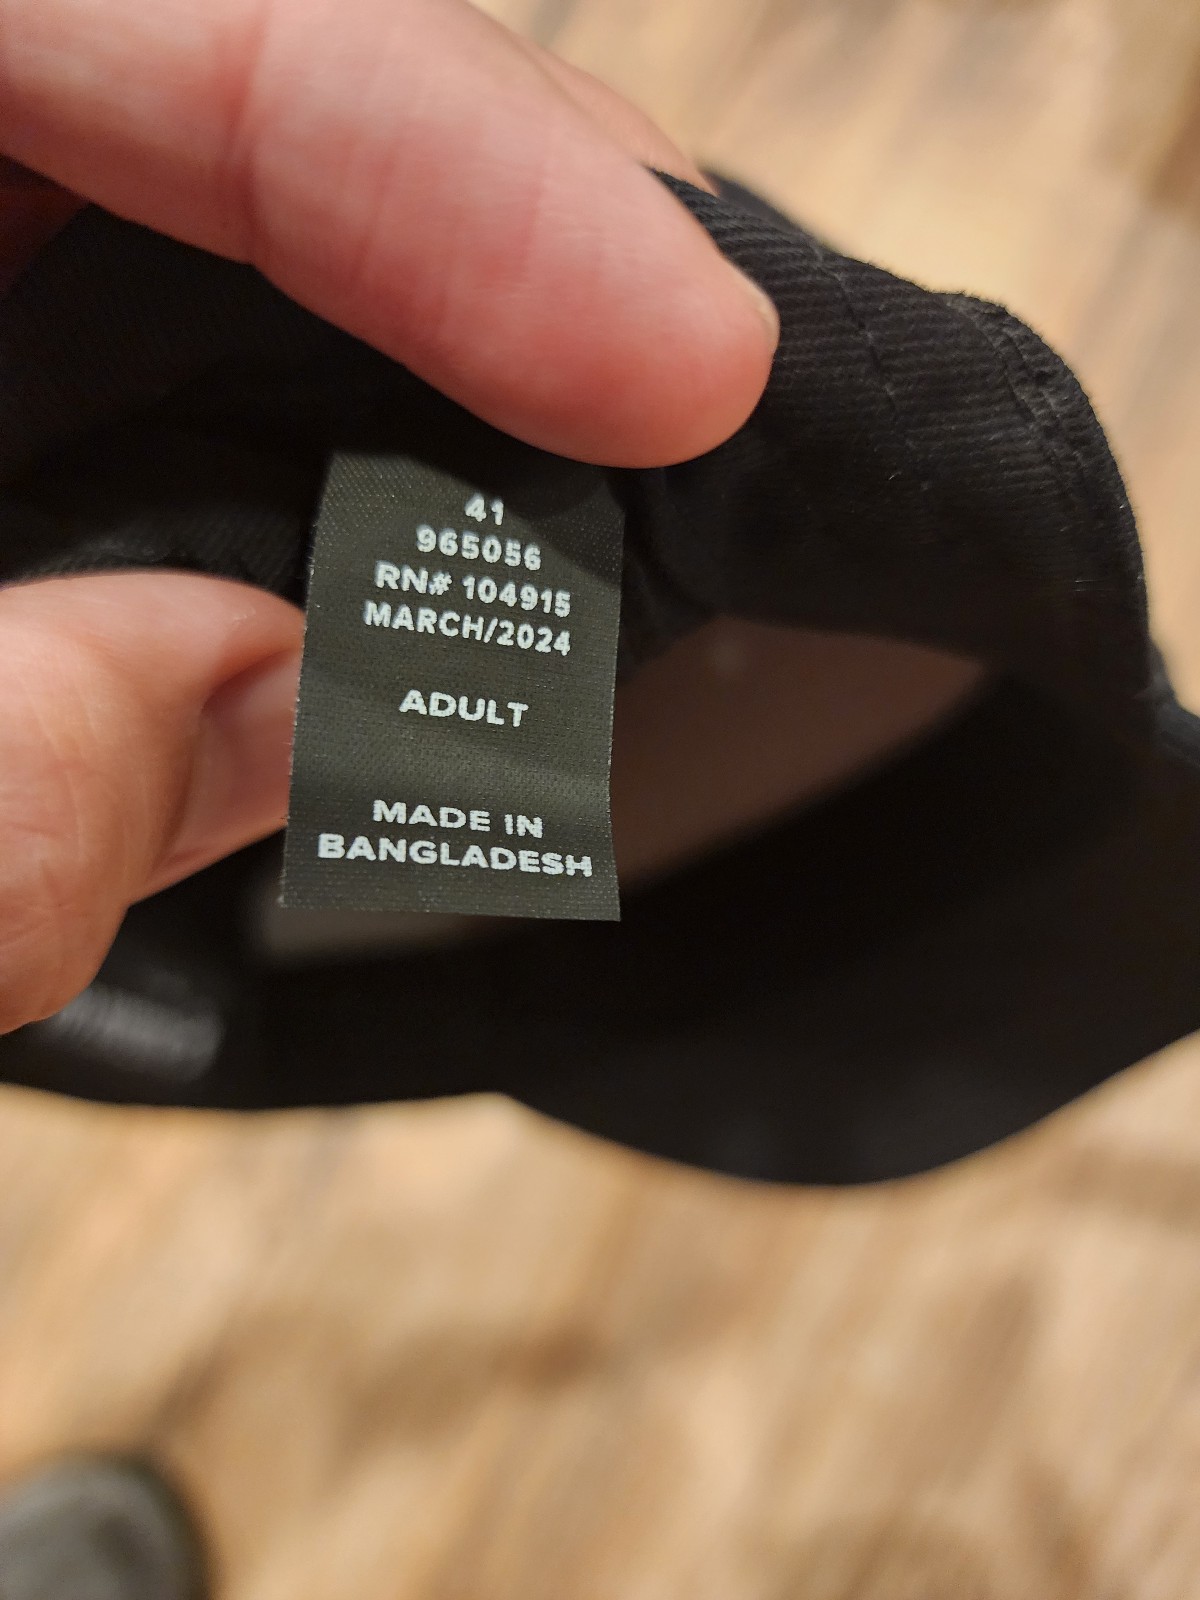 41
965056
RN# 104915
MARCH/2024
ADULT
MADE IN
BANGLADESH